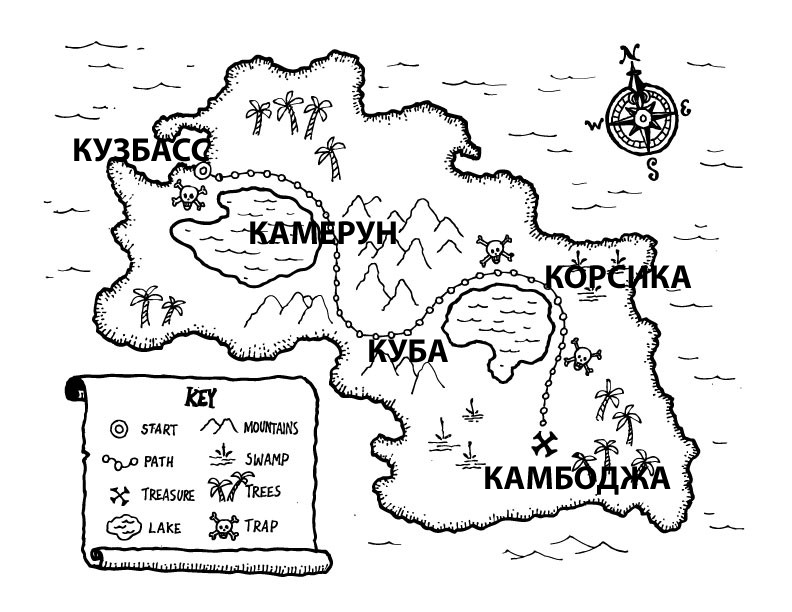 N
W E
S
КУЗБАСС
КАМЕРУН
КОРСИКА
КУБА
КАМБОДЖА
KEY
START
MOUNTAINS
PATH
SWAMP
TREASURE
TREES
LAKE
TRAP